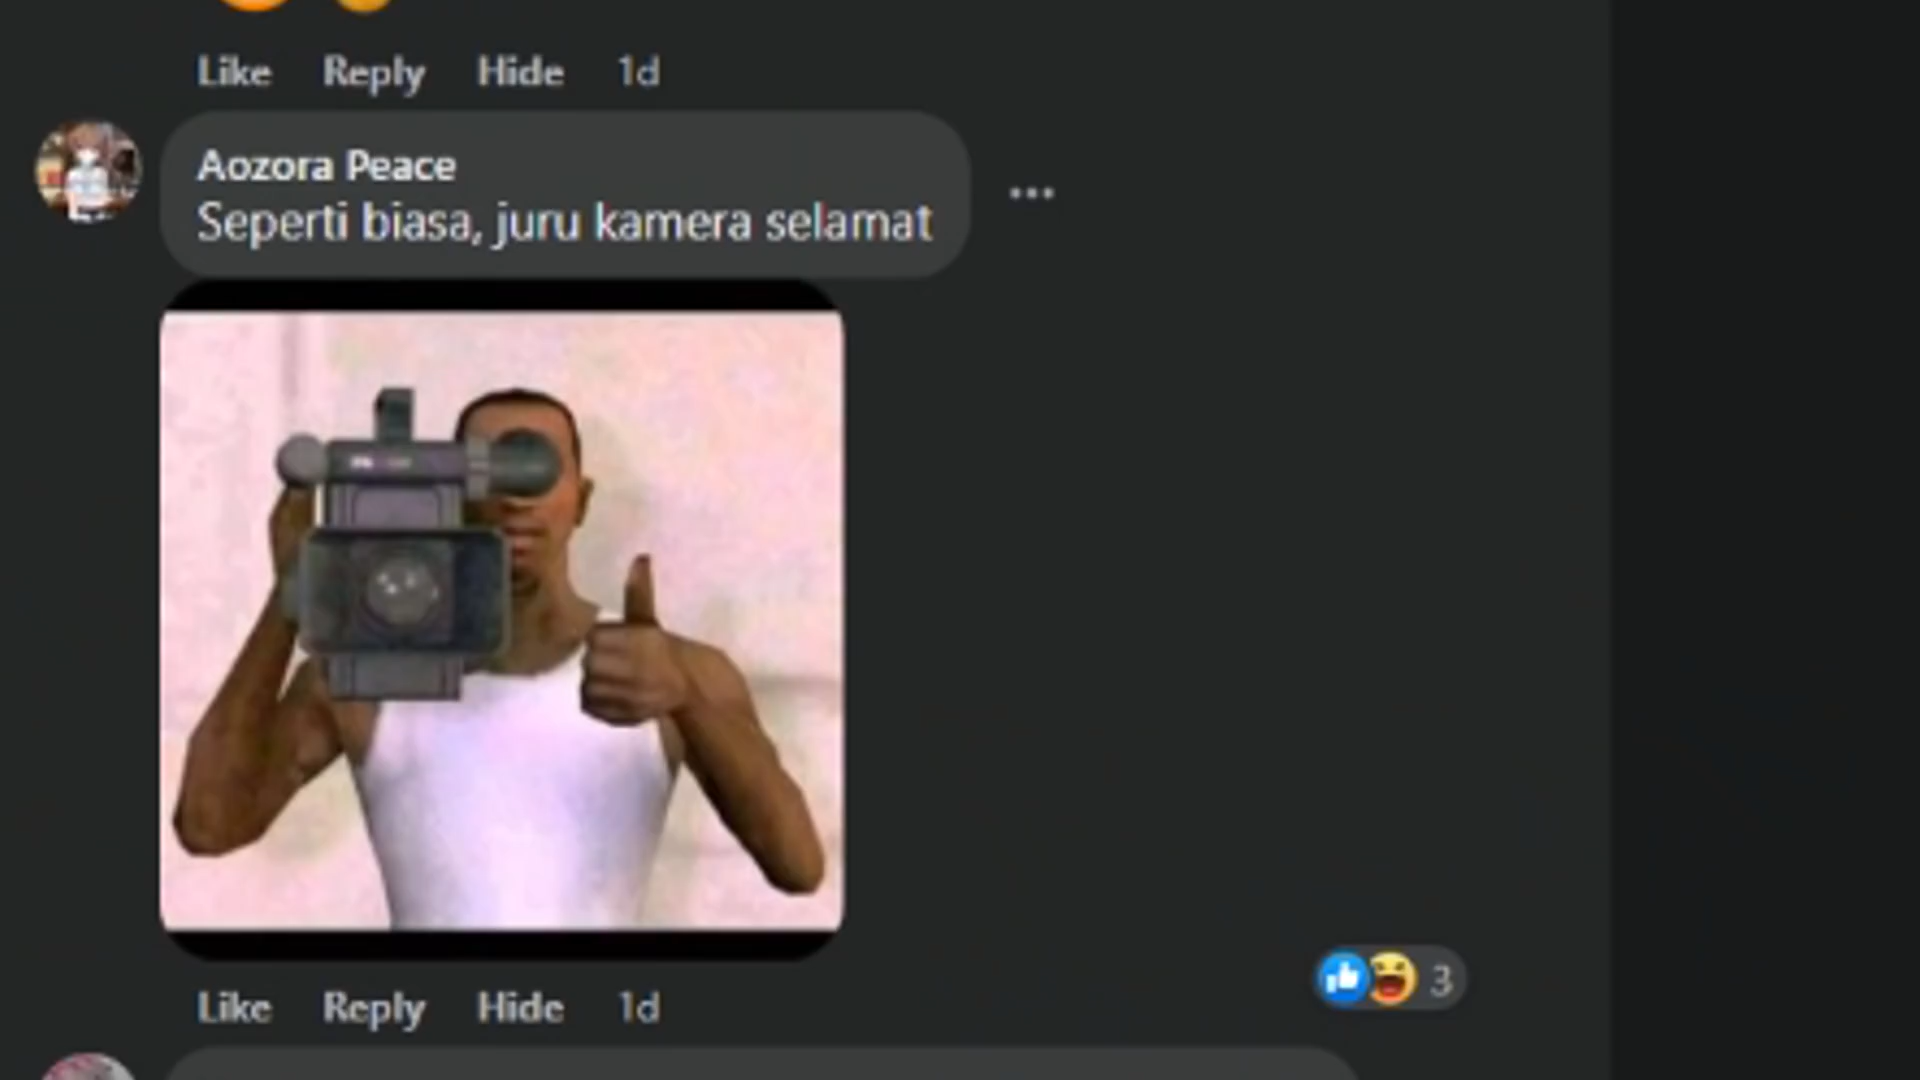 Like Reply Hide 1d
Aozora Peace
Seperti biasa, juru kamera selamat
3
Like Reply Hide 1d